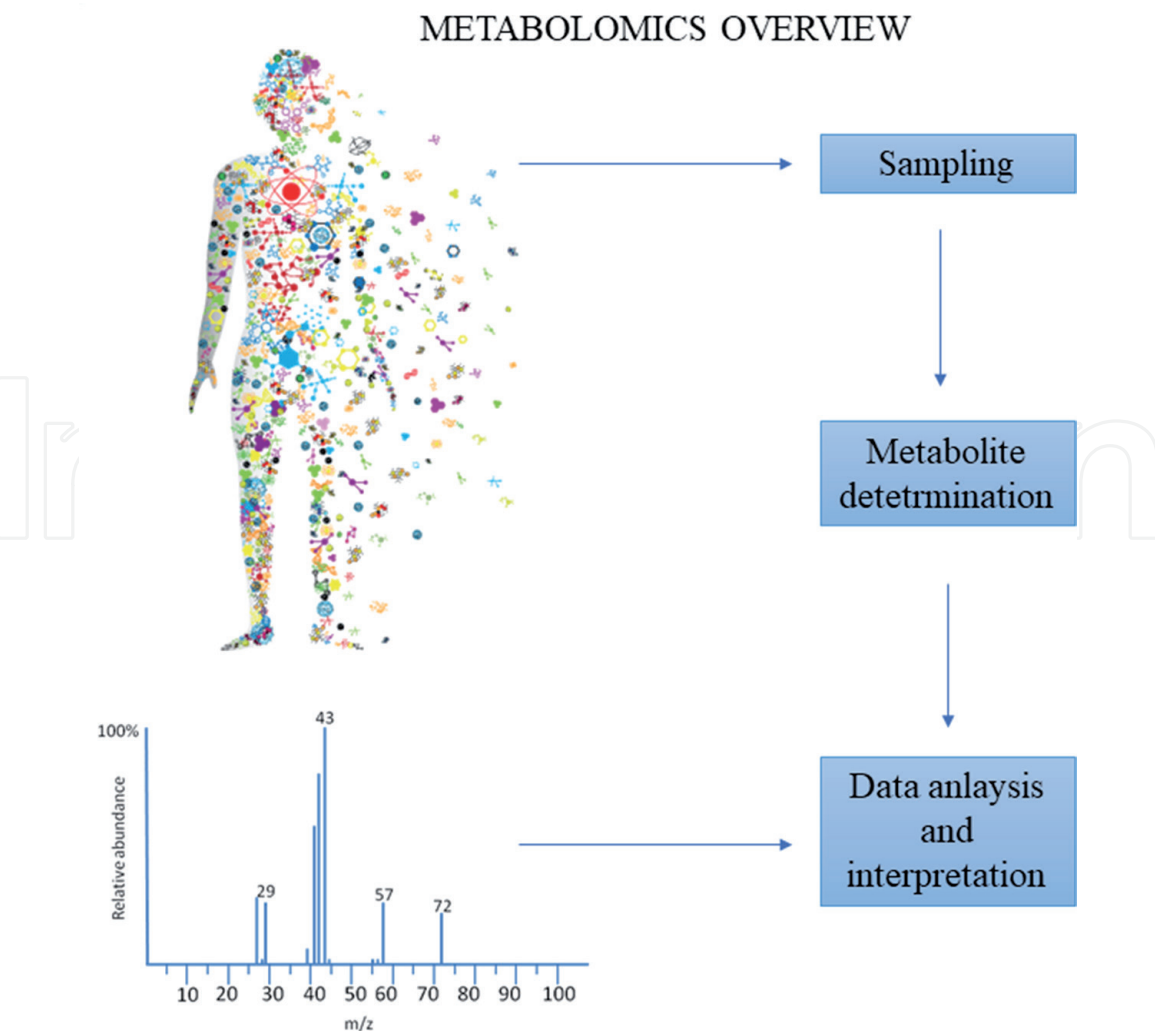 METABOLOMICS OVERVIEW
Sampling
Metabolite
detetrmination
Data anlaysis
and
interpretation
100%
Relative abundance
43
29
57
72
10 20 30 40 50 60 70 80 90 100
m/z